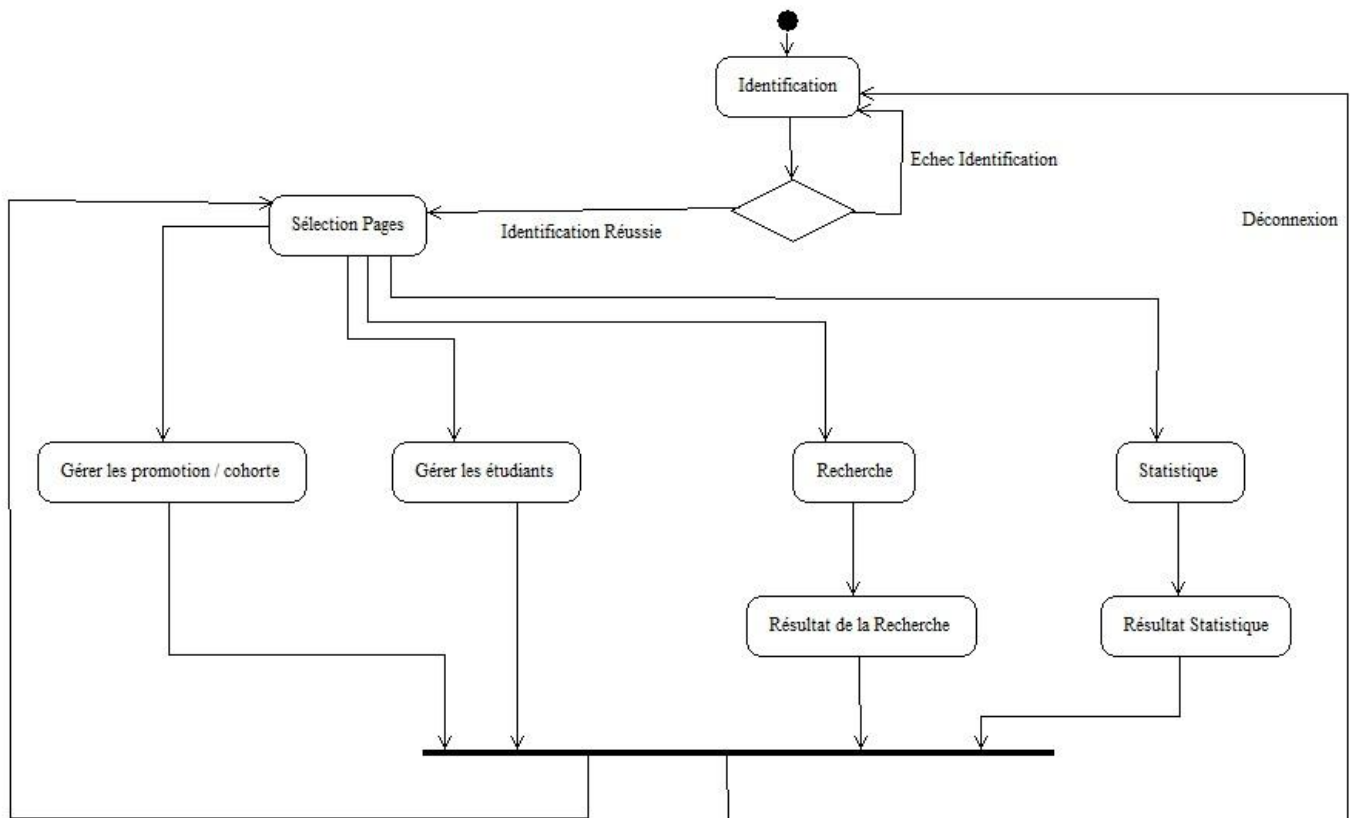 Identification
Echec Identification
Sélection Pages
Identification Réussie
Déconnexion
Gérer les promotion / cohorte
Gérer les étudiants
Recherche
Statistique
Résultat de la Recherche
Résultat Statistique